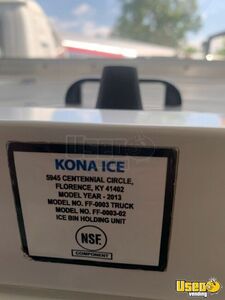 KONA ICE
5945 CENTENNIAL CIRCLE,
FLORENCE, KY 41402
MODEL YEAR - 2013
MODEL NO. FF-0003 TRUCK
MODEL NO. FF-0003-02
ICE BIN HOLDING UNIT
NSF
COMPONENT
Used
vending